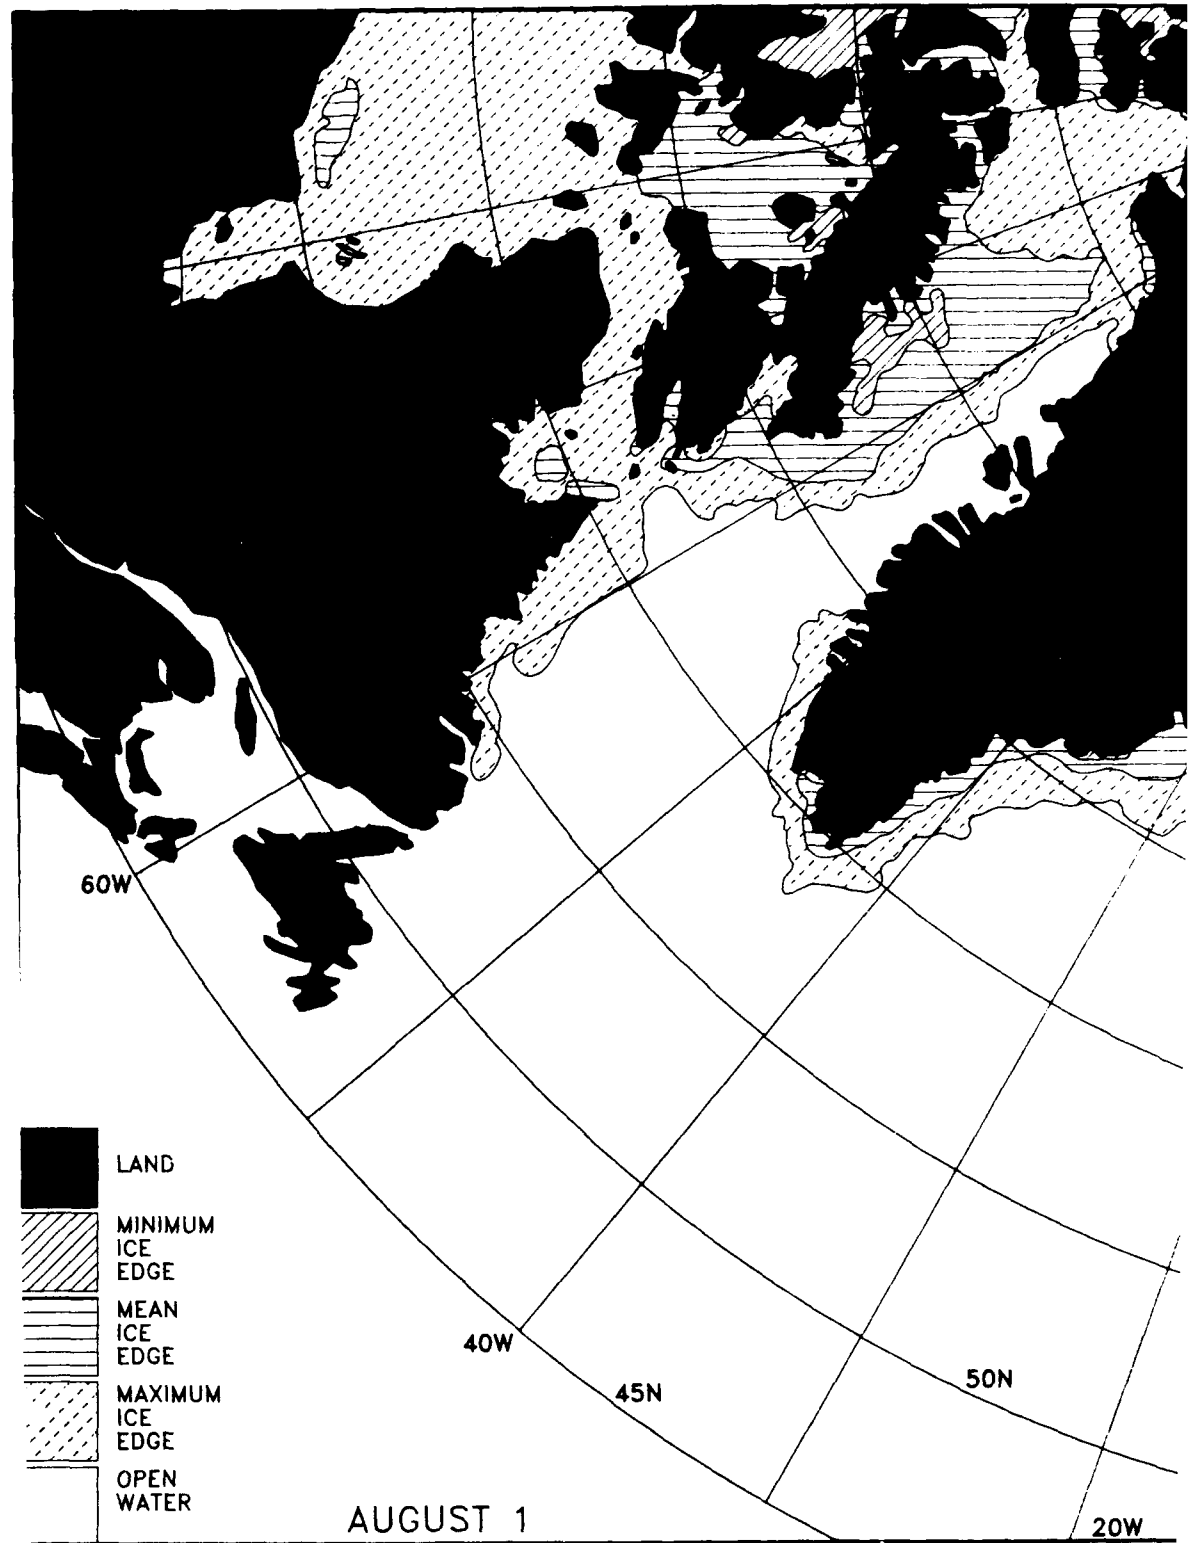 60W
LAND
MINIMUM
ICE
EDGE
MEAN
ICE
EDGE
MAXIMUM
ICE
EDGE
OPEN
WATER
40W
45N
50N
20W
AUGUST 1